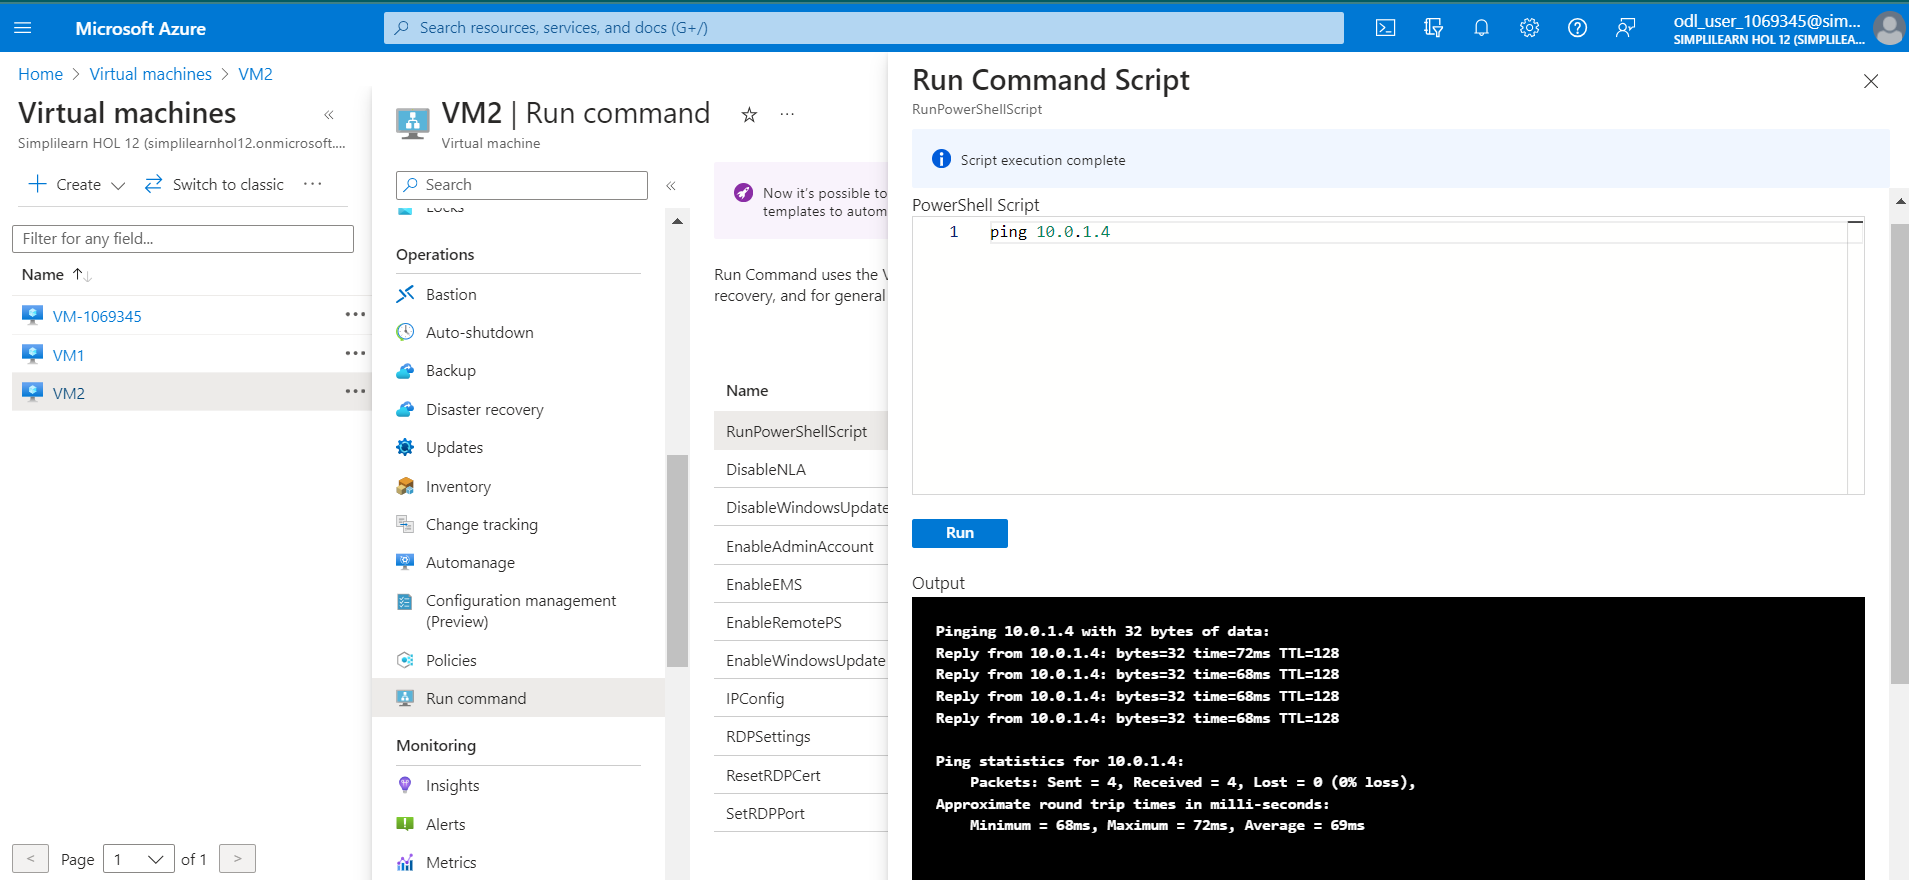 Microsoft Azure
Search resources, services, and docs (G+/)
odl_user_1069345@sim...
SIMPLILEARN HOL 12 (SIMPLILEA...
Home > Virtual machines > VM2
Virtual machines
Simplilearn HOL 12 (simplilearnhol12.onmicrosoft....
Create
Switch to classic
Filter for any field...
Name
VM-1069345
VM1
VM2
< Page 1 of 1 >
VM2 | Run command
Virtual machine
Search
Locks
Operations
Bastion
Auto-shutdown
Backup
Disaster recovery
Updates
Inventory
Change tracking
Automanage
Configuration management
(Preview)
Policies
Run command
Monitoring
Insights
Alerts
Metrics
Now it's possible to
templates to autom
Run Command uses the V
recovery, and for general
Name
RunPowerShellScript
DisableNLA
DisableWindowsUpdate
EnableAdminAccount
EnableEMS
EnableRemotePS
EnableWindowsUpdate
IPConfig
RDPSettings
ResetRDPCert
SetRDPPort
Run Command Script
RunPowerShellScript
Script execution complete
PowerShell Script
1 ping 10.0.1.4
Run
Output
Pinging 10.0.1.4 with 32 bytes of data:
Reply from 10.0.1.4: bytes=32 time=72ms TTL=128
Reply from 10.0.1.4: bytes=32 time=68ms TTL=128
Reply from 10.0.1.4: bytes=32 time=68ms TTL=128
Reply from 10.0.1.4: bytes=32 time=68ms TTL=128
Ping statistics for 10.0.1.4:
Packets: Sent = 4, Received = 4, Lost = 0 (0% loss),
Approximate round trip times in milli-seconds:
Minimum = 68ms, Maximum = 72ms, Average = 69ms